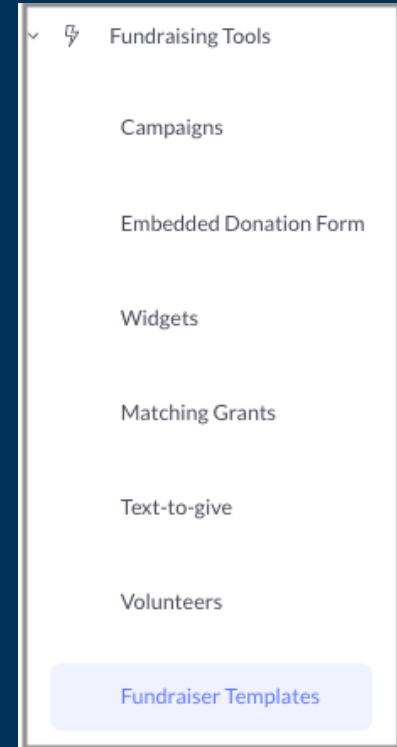 Fundraising Tools
Campaigns
Embedded Donation Form
Widgets
Matching Grants
Text-to-give
Volunteers
Fundraiser Templates